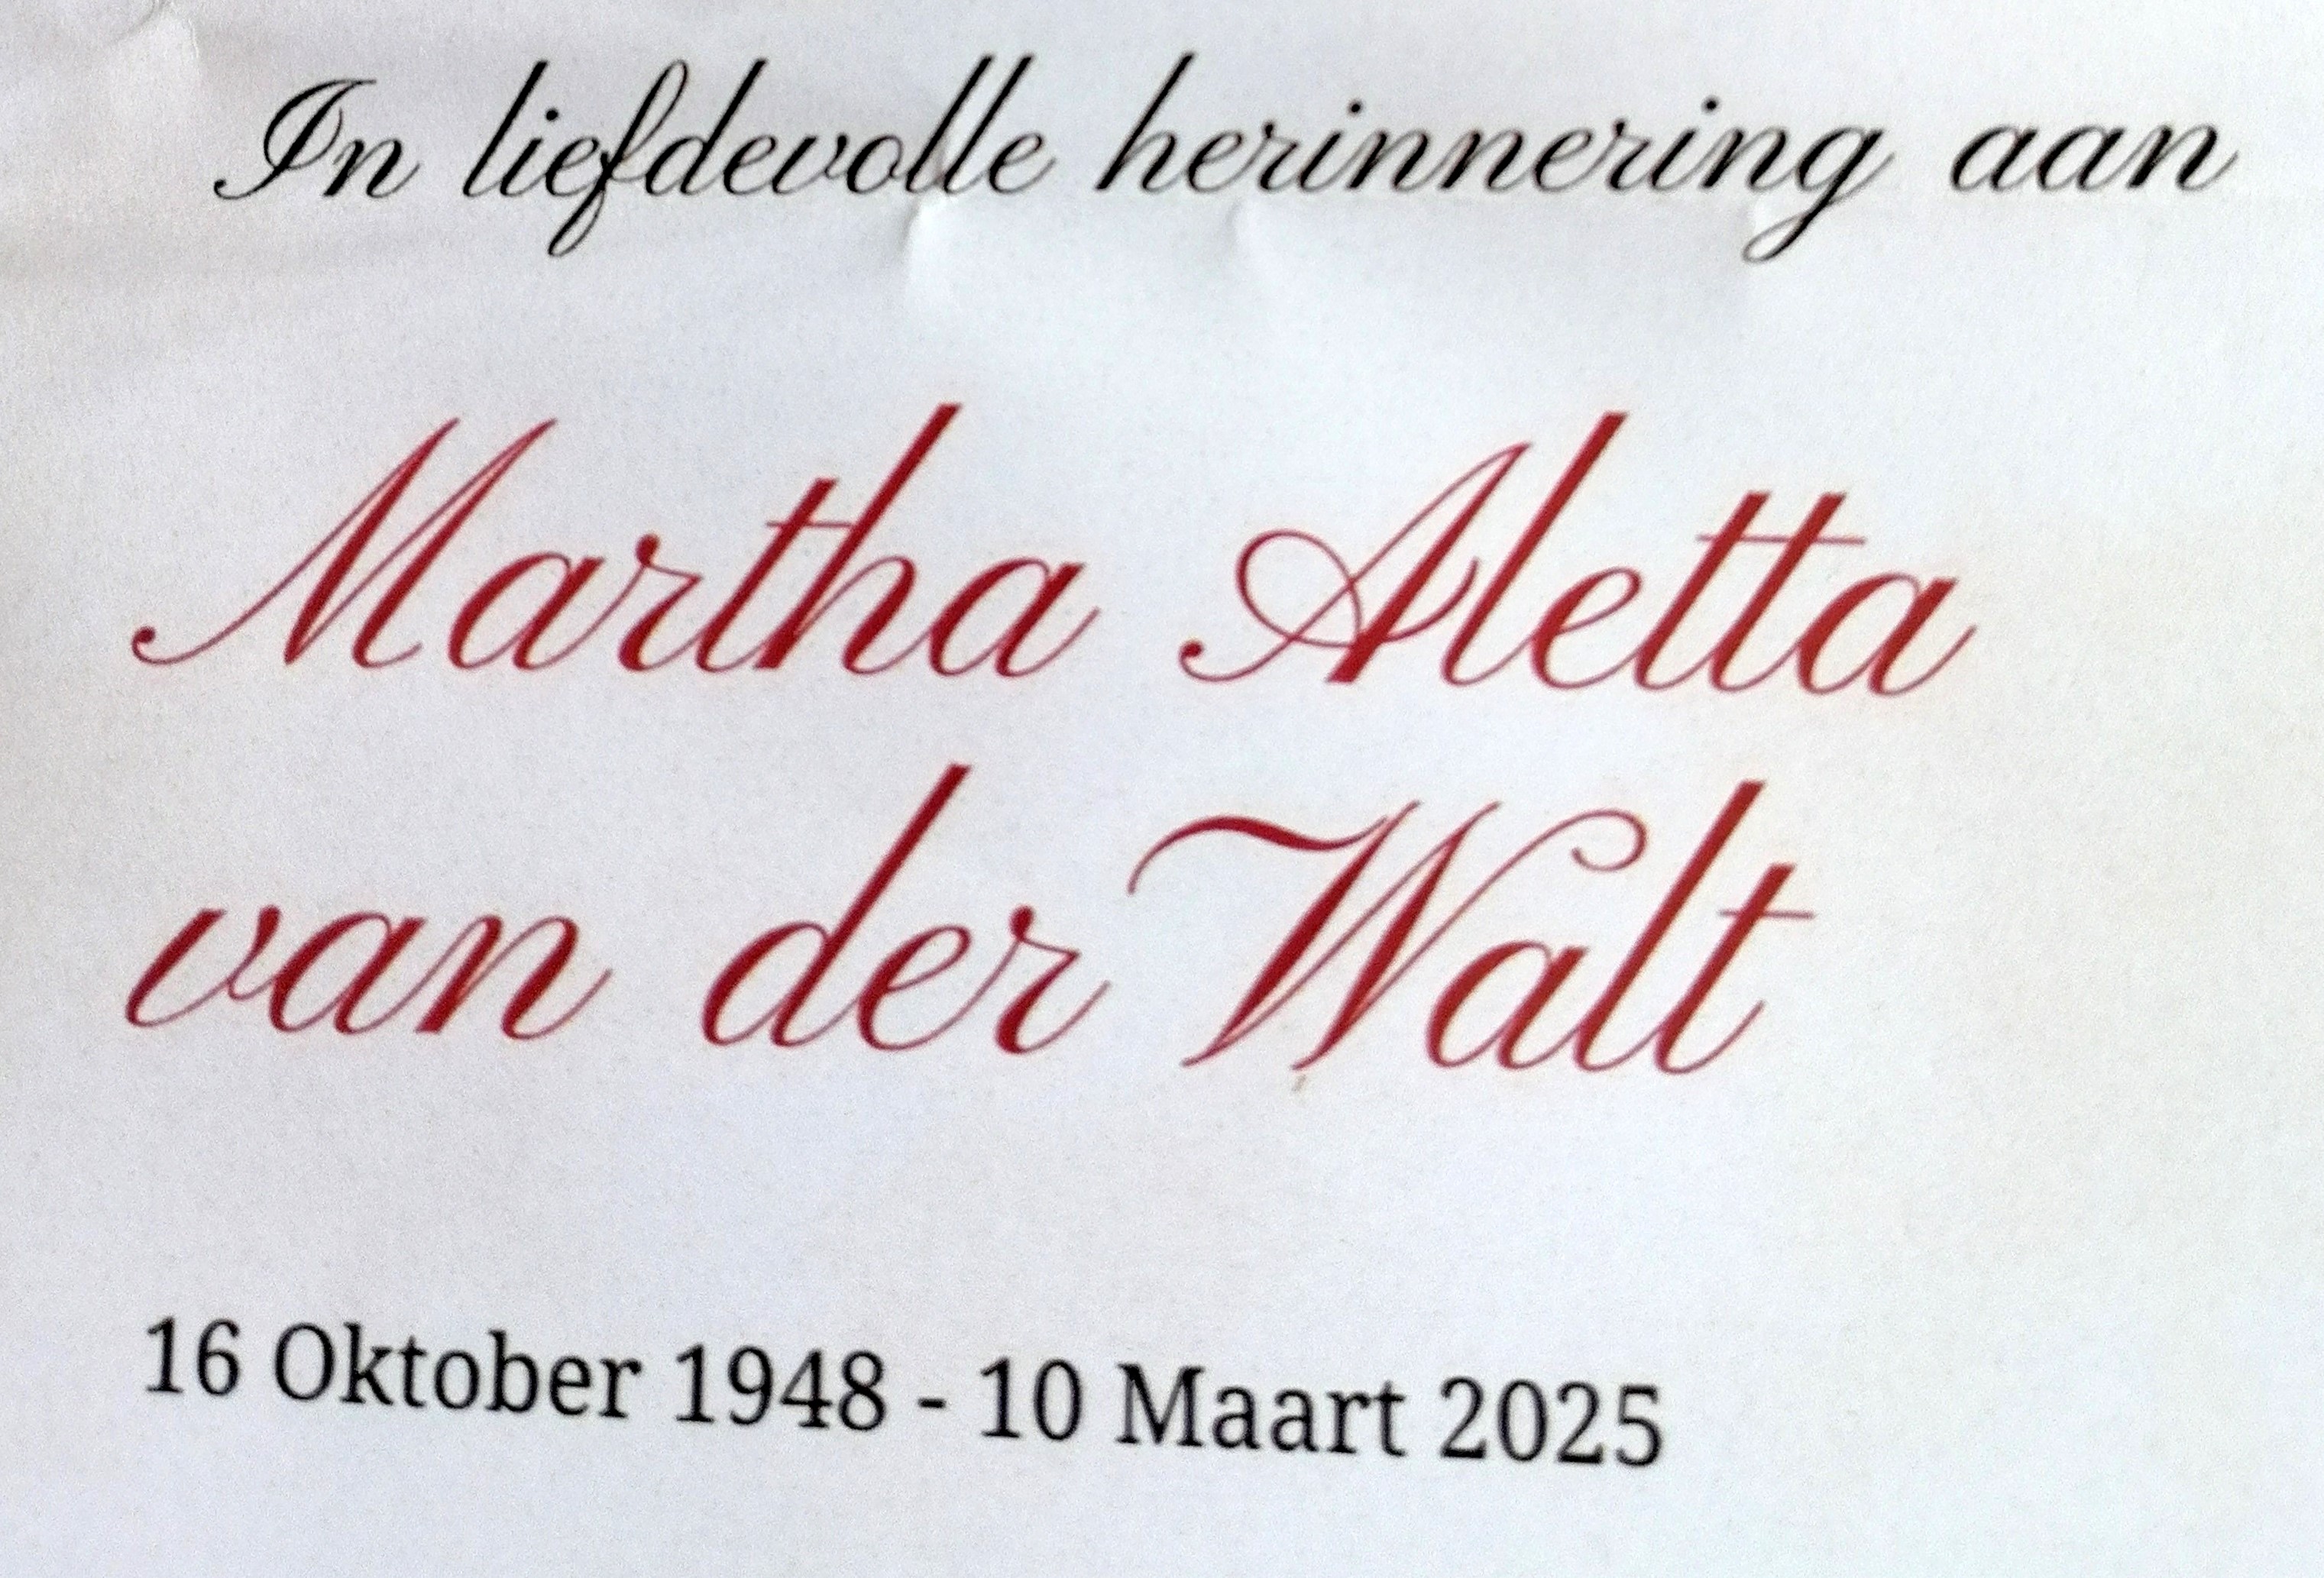 In liefdevolle herinnering aan
Martha Aletta
van der Walt
16 Oktober 1948 - 10 Maart 2025